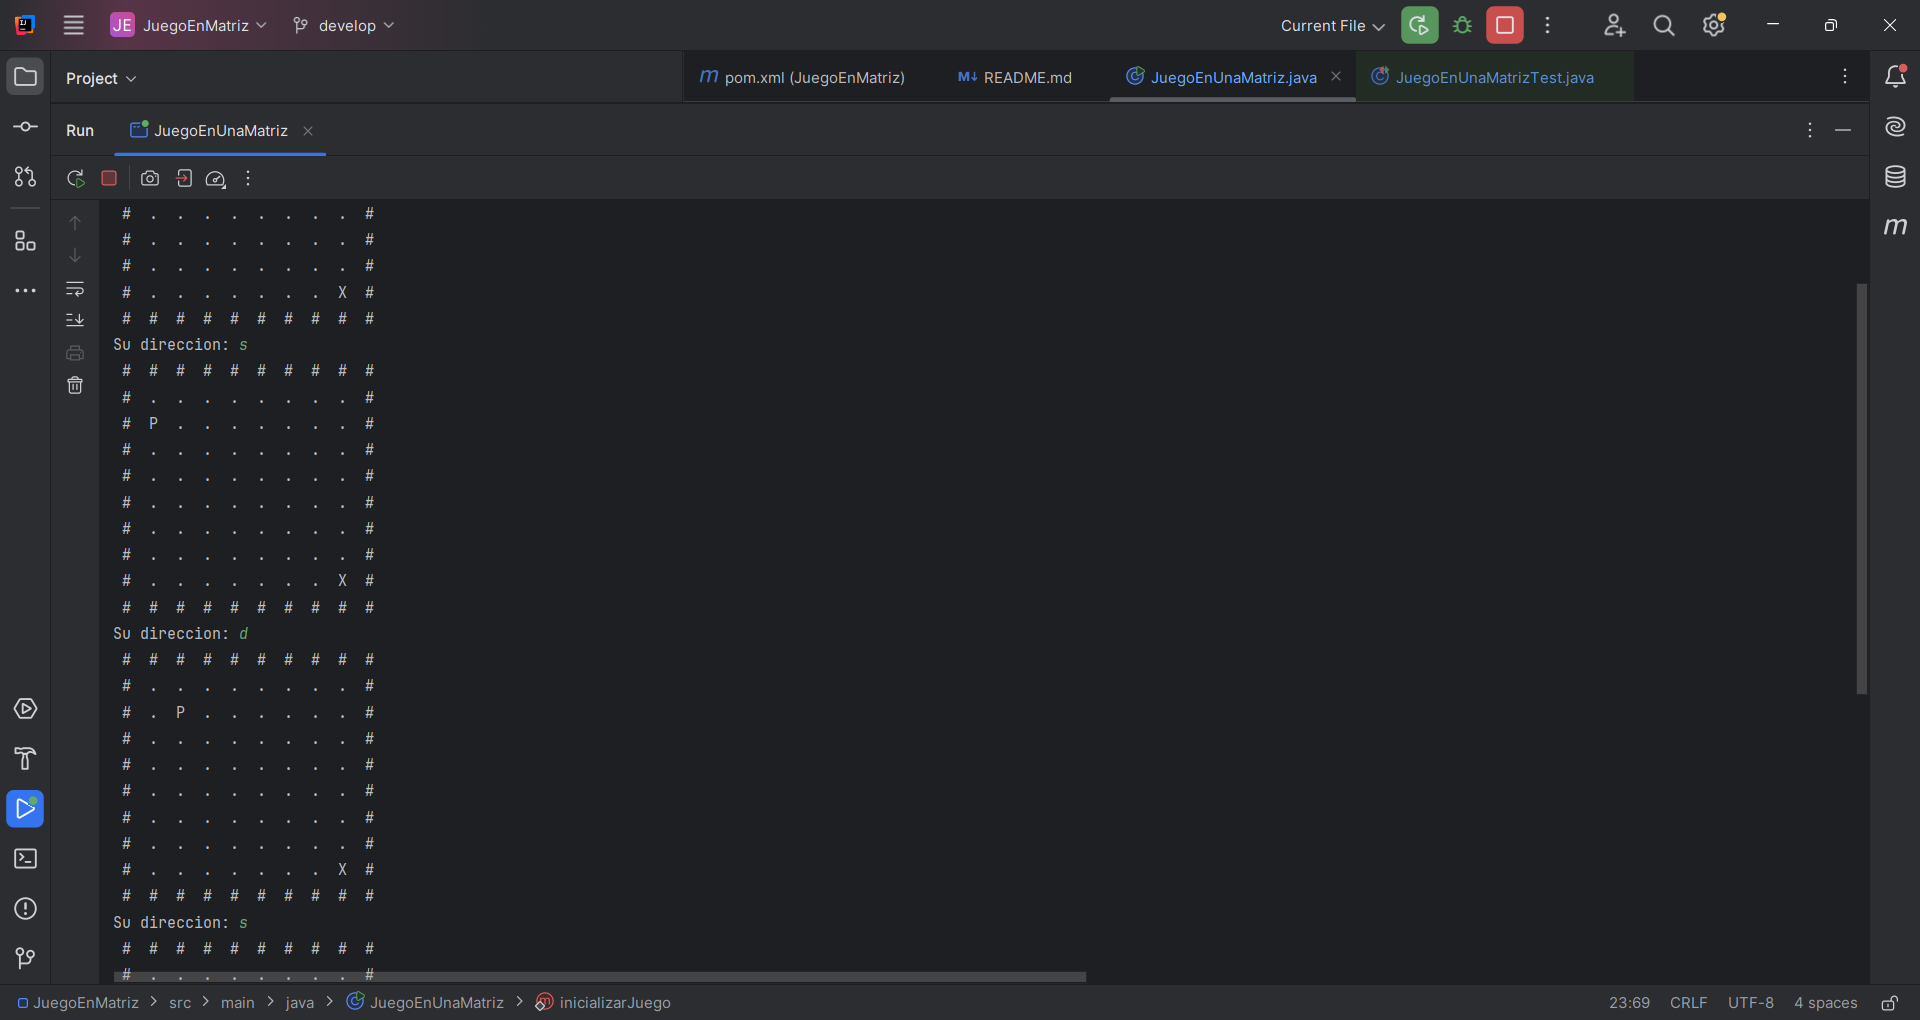 JE JuegoEnMatriz develop Current File
Project pom.xml (JuegoEnMatriz) README.md JuegoEnUnaMatriz.java JuegoEnUnaMatrizTest.java
Run JuegoEnUnaMatriz
# . . . . . . . . #
# . . . . . . . . #
# . . . . . . . . #
# . . . . . . . X #
# # # # # # # # # #
Su direccion: s
# # # # # # # # # #
# . . . . . . . . #
# P . . . . . . . #
# . . . . . . . . #
# . . . . . . . . #
# . . . . . . . . #
# . . . . . . . . #
# . . . . . . . . #
# . . . . . . . X #
# # # # # # # # # #
Su direccion: d
# # # # # # # # # #
# . . . . . . . . #
# . P . . . . . . #
# . . . . . . . . #
# . . . . . . . . #
# . . . . . . . . #
# . . . . . . . . #
# . . . . . . . . #
# . . . . . . . X #
# # # # # # # # # #
Su direccion: s
# # # # # # # # # #
# . . . . . . . . #
JuegoEnMatriz > src > main > java > JuegoEnUnaMatriz > inicializarJuego 23:69 CRLF UTF-8 4 spaces